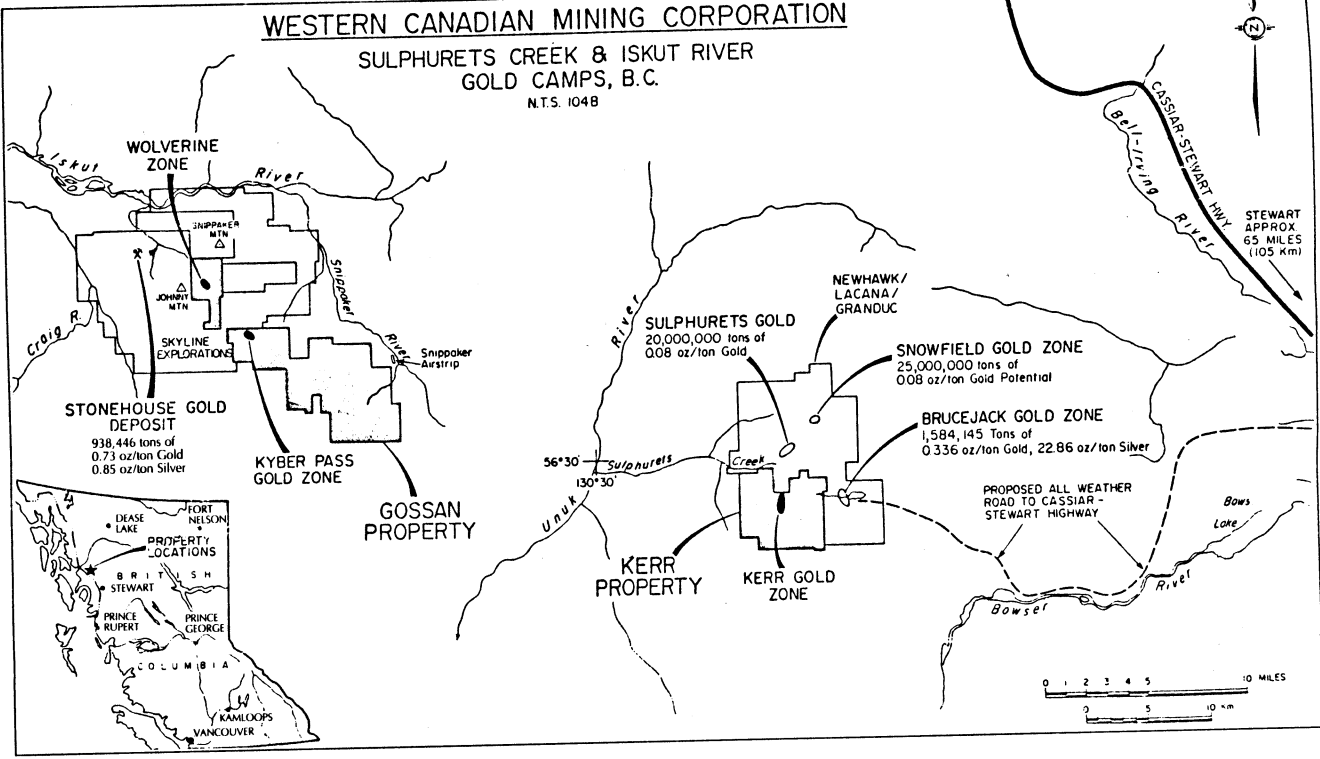 WESTERN CANADIAN MINING CORPORATION
SULPHURETS CREEK & ISKUT RIVER
GOLD CAMPS, B.C.
N.T.S. 104B
N
CASSIAR-STEWART HWY.
Bell-Irving River
STEWART
APPROX.
65 MILES
(105 Km)
WOLVERINE
ZONE
Iskut River
SNIPPAKER
MTN
JOHNNY
MTN
Snippaker River
Snippaker
Airstrip
Craig R.
SKYLINE
EXPLORATIONS
STONEHOUSE GOLD
DEPOSIT
938,446 tons of
0.73 oz/ton Gold
0.85 oz/ton Silver
KYBER PASS
GOLD ZONE
GOSSAN
PROPERTY
NEWHAWK/
LACANA/
GRANDUC
SULPHURETS GOLD
20,000,000 tons of
0.08 oz/ton Gold
SNOWFIELD GOLD ZONE
25,000,000 tons of
0.08 oz/ton Gold Potential
BRUCEJACK GOLD ZONE
1,584,145 Tons of
0.336 oz/ton Gold, 22.86 oz/ton Silver
Unuk River
56°30'
130°30'
Sulphurets Creek
KERR
PROPERTY
KERR GOLD
ZONE
PROPOSED ALL WEATHER
ROAD TO CASSIAR-
STEWART HIGHWAY
Bows
Lake
Bowser River
FORT
NELSON
DEASE
LAKE
PROPERTY
LOCATIONS
BRITISH
STEWART
PRINCE
RUPERT
PRINCE
GEORGE
COLUMBIA
KAMLOOPS
VANCOUVER
0 1 2 3 4 5 10 MILES
0 5 10 Km